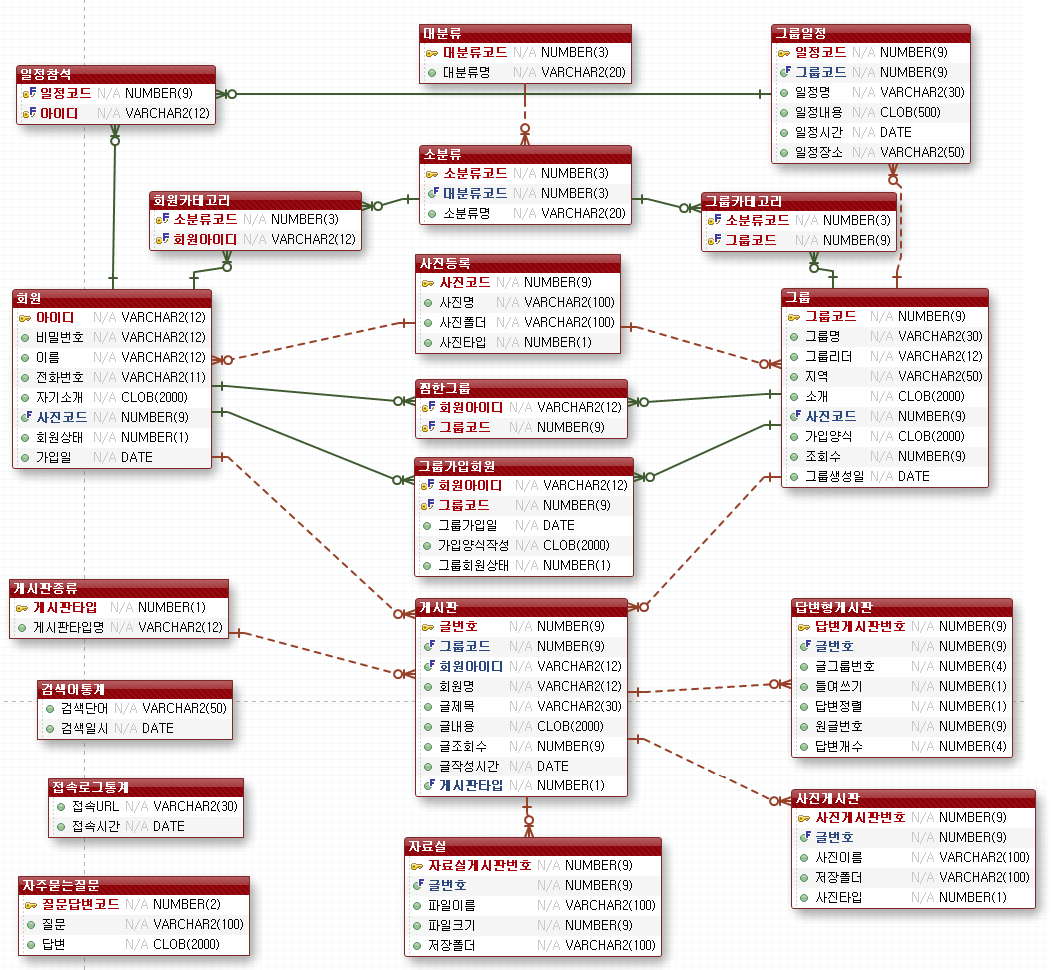 대분류
대분류코드 N/A NUMBER(3)
대분류명 N/A VARCHAR2(20)
그룹일정
일정코드 N/A NUMBER(9)
그룹코드 N/A NUMBER(9)
일정명 N/A VARCHAR2(30)
일정내용 N/A CLOB(500)
일정시간 N/A DATE
일정장소 N/A VARCHAR2(50)
일정참석
일정코드 N/A NUMBER(9)
아이디 N/A VARCHAR2(12)
소분류
소분류코드 N/A NUMBER(3)
대분류코드 N/A NUMBER(3)
소분류명 N/A VARCHAR2(20)
회원카테고리
소분류코드 N/A NUMBER(3)
회원아이디 N/A VARCHAR2(12)
그룹카테고리
소분류코드 N/A NUMBER(3)
그룹코드 N/A NUMBER(9)
사진등록
사진코드 N/A NUMBER(9)
사진명 N/A VARCHAR2(100)
사진폴더 N/A VARCHAR2(100)
사진타입 N/A NUMBER(1)
회원
아이디 N/A VARCHAR2(12)
비밀번호 N/A VARCHAR2(12)
이름 N/A VARCHAR2(12)
전화번호 N/A VARCHAR2(11)
자기소개 N/A CLOB(2000)
사진코드 N/A NUMBER(9)
회원상태 N/A NUMBER(1)
가입일 N/A DATE
그룹
그룹코드 N/A NUMBER(9)
그룹명 N/A VARCHAR2(30)
그룹리더 N/A VARCHAR2(12)
지역 N/A VARCHAR2(50)
소개 N/A CLOB(2000)
사진코드 N/A NUMBER(9)
가입양식 N/A CLOB(2000)
조회수 N/A NUMBER(9)
그룹생성일 N/A DATE
찜한그룹
회원아이디 N/A VARCHAR2(12)
그룹코드 N/A NUMBER(9)
그룹가입회원
회원아이디 N/A VARCHAR2(12)
그룹코드 N/A NUMBER(9)
그룹가입일 N/A DATE
가입양식작성 N/A CLOB(2000)
그룹회원상태 N/A NUMBER(1)
게시판종류
게시판타입 N/A NUMBER(1)
게시판타입명 N/A VARCHAR2(12)
게시판
글번호 N/A NUMBER(9)
그룹코드 N/A NUMBER(9)
회원아이디 N/A VARCHAR2(12)
회원명 N/A VARCHAR2(12)
글제목 N/A VARCHAR2(30)
글내용 N/A CLOB(2000)
글조회수 N/A NUMBER(9)
글작성시간 N/A DATE
게시판타입 N/A NUMBER(1)
답변형게시판
답변게시판번호 N/A NUMBER(9)
글번호 N/A NUMBER(9)
글그룹번호 N/A NUMBER(4)
들여쓰기 N/A NUMBER(1)
답변정렬 N/A NUMBER(1)
원글번호 N/A NUMBER(9)
답변개수 N/A NUMBER(4)
검색어통계
검색단어 N/A VARCHAR2(50)
검색일시 N/A DATE
접속로그통계
접속URL N/A VARCHAR2(30)
접속시간 N/A DATE
사진게시판
사진게시판번호 N/A NUMBER(9)
글번호 N/A NUMBER(9)
사진이름 N/A VARCHAR2(100)
저장폴더 N/A VARCHAR2(100)
사진타입 N/A NUMBER(1)
자료실
자료실게시판번호 N/A NUMBER(9)
글번호 N/A NUMBER(9)
파일이름 N/A VARCHAR2(100)
파일크기 N/A NUMBER(9)
저장폴더 N/A VARCHAR2(100)
자주묻는질문
질문답변코드 N/A NUMBER(2)
질문 N/A VARCHAR2(100)
답변 N/A CLOB(2000)